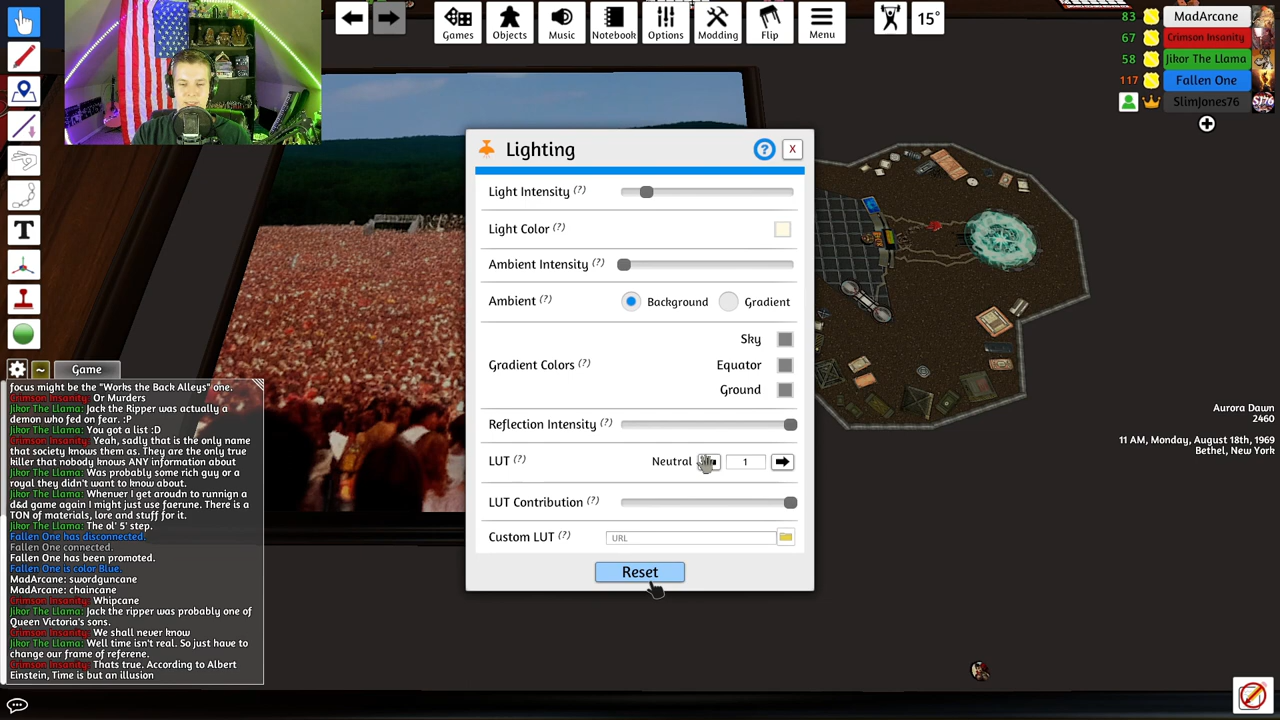 Games
Objects
Music
Notebook
Options
Modding
Flip
Menu
15°
83
MadArcane
67
Crimson Insanity
58
Jikor The Llama
117
Fallen One
SlimJones76
SJ76
Lighting
?
X
Light Intensity (?)
Light Color (?)
Ambient Intensity (?)
Ambient (?)
Background
Gradient
Gradient Colors (?)
Sky
Equator
Ground
Reflection Intensity (?)
LUT (?)
Neutral
1
LUT Contribution (?)
Custom LUT (?)
URL
Reset
T
~
Game
focus might be the "Works the Back Alleys" one.
Crimson Insanity: Or Murders
Jikor The Llama: Jack the Ripper was actually a
demon who fed on fear. :P
Jikor The Llama: You got a list :D
Crimson Insanity: Yeah, sadly that is the only name
that society knows them as. They are the only true
killer that nobody knows ANY information about
Jikor The Llama: Was probably some rich guy or a
royal they didn't want to know about.
Jikor The Llama: Whenver I get aroudn to runnign a
d&d game again I might just use faerune. There is a
TON of materials, lore and stuff for it.
Jikor The Llama: The ol' 5' step.
Fallen One has disconnected.
Fallen One connected.
Fallen One has been promoted.
Fallen One is color Blue.
MadArcane: swordguncane
MadArcane: chaincane
Crimson Insanity: Whipcane
Jikor The Llama: Jack the ripper was probably one of
Queen Victoria's sons.
Crimson Insanity: We shall never know
Jikor The Llama: Well time isn't real. So just have to
change our frame of referene.
Crimson Insanity: Thats true. According to Albert
Einstein, Time is but an illusion
Aurora Dawn
2460
11 AM, Monday, August 18th, 1969
Bethel, New York